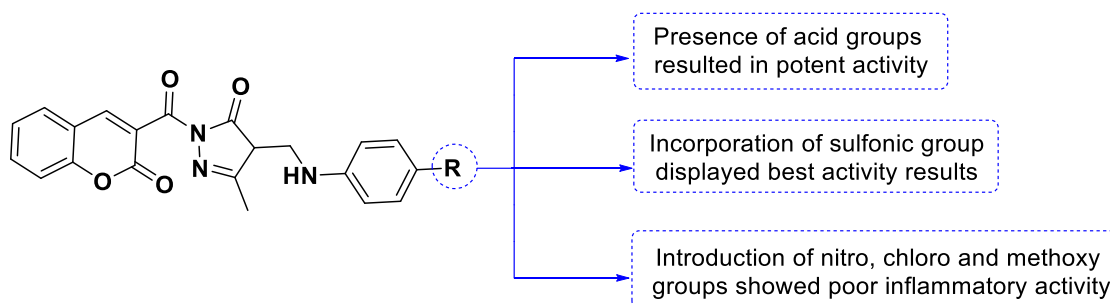 Presence of acid groups
resulted in potent activity
O
O
N
N
O
O
HN
R
Incorporation of sulfonic group
displayed best activity results
Introduction of nitro, chloro and methoxy
groups showed poor inflammatory activity